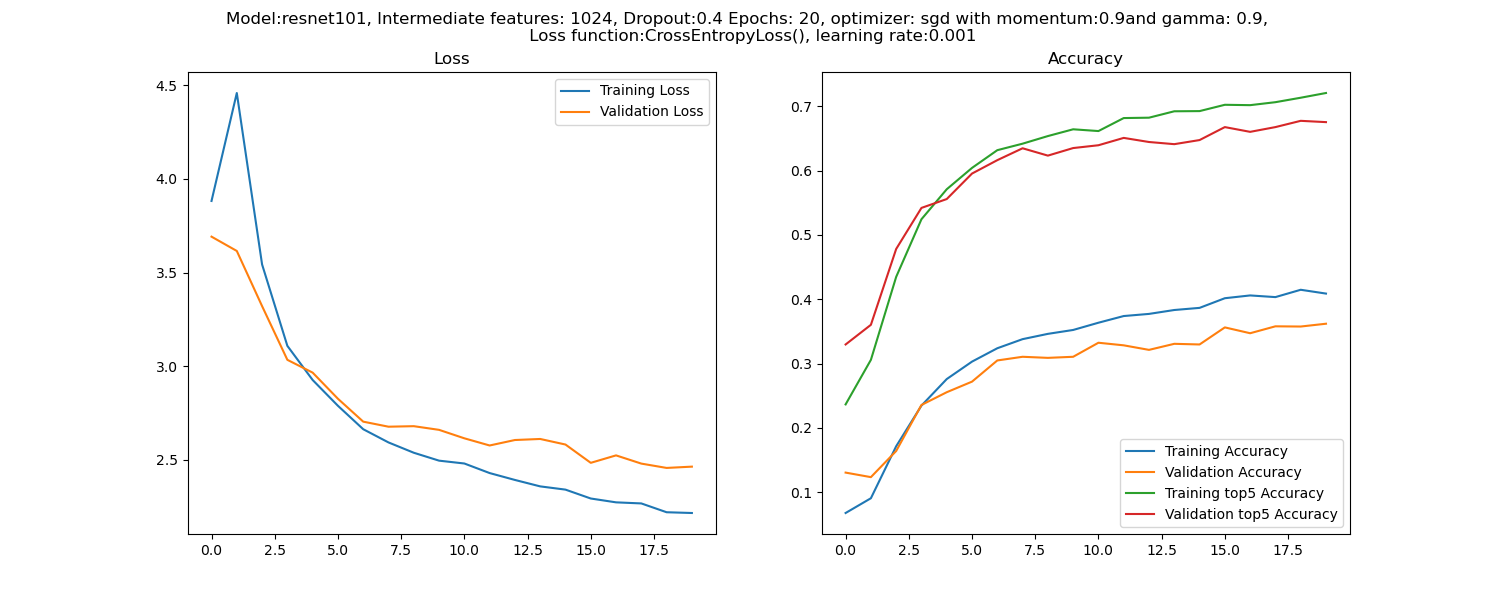 Model:resnet101, Intermediate features: 1024, Dropout:0.4 Epochs: 20, optimizer: sgd with momentum:0.9and gamma: 0.9,
Loss function:CrossEntropyLoss(), learning rate:0.001
Loss
4.5
4.0
3.5
3.0
2.5
0.0 2.5 5.0 7.5 10.0 12.5 15.0 17.5
Training Loss
Validation Loss
Accuracy
0.7
0.6
0.5
0.4
0.3
0.2
0.1
0.0 2.5 5.0 7.5 10.0 12.5 15.0 17.5
Training Accuracy
Validation Accuracy
Training top5 Accuracy
Validation top5 Accuracy